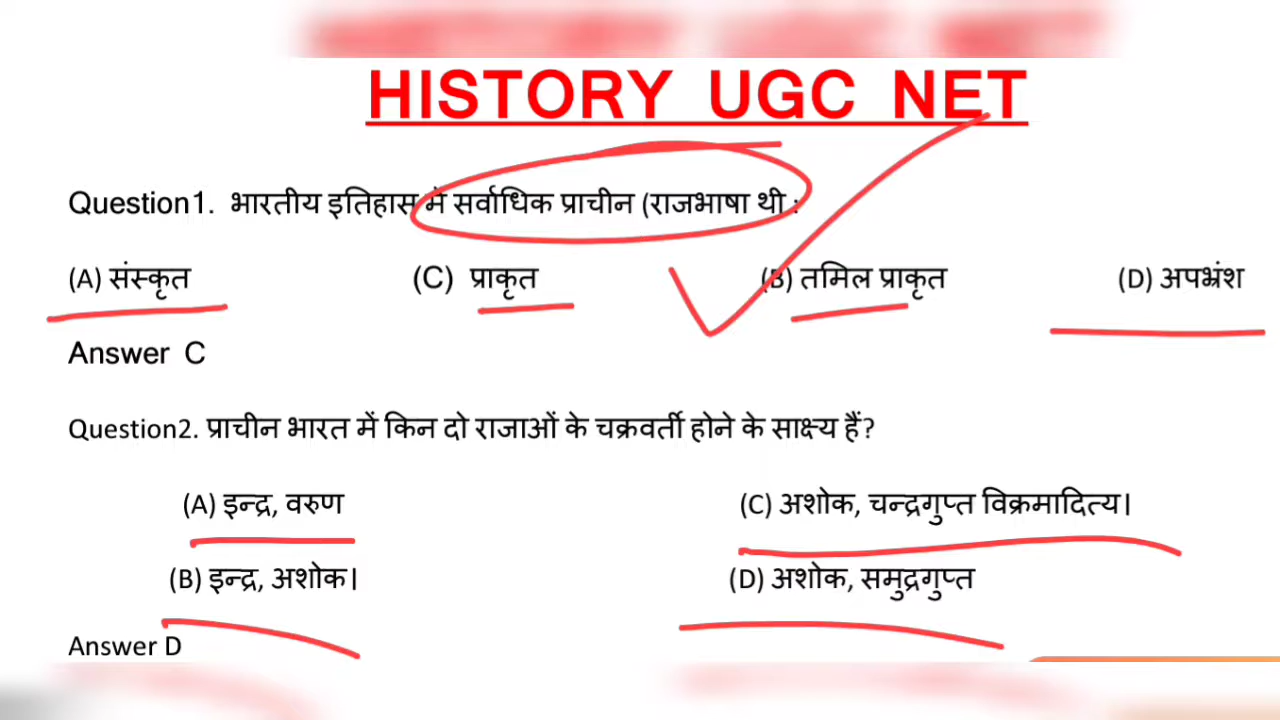 HISTORY UGC NET
Question1. भारतीय इतिहास में सर्वाधिक प्राचीन (राजभाषा थी :
(A) संस्कृत (C) प्राकृत (B) तमिल प्राकृत (D) अपभ्रंश
Answer C
Question2. प्राचीन भारत में किन दो राजाओं के चक्रवर्ती होने के साक्ष्य हैं?
(A) इन्द्र, वरुण (C) अशोक, चन्द्रगुप्त विक्रमादित्य।
(B) इन्द्र, अशोक। (D) अशोक, समुद्रगुप्त
Answer D